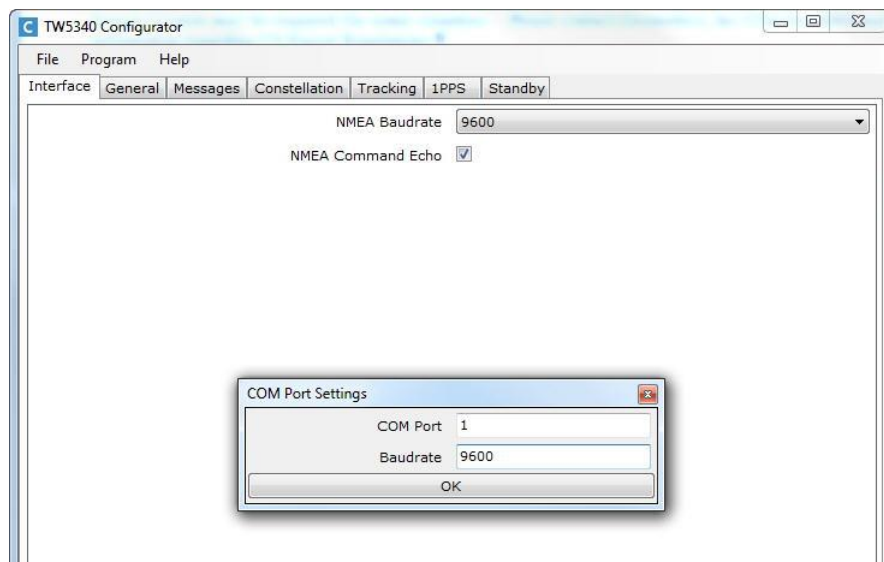 C TW5340 Configurator
File Program Help
Interface General Messages Constellation Tracking 1PPS Standby
NMEA Baudrate 9600
NMEA Command Echo
COM Port Settings
COM Port 1
Baudrate 9600
OK